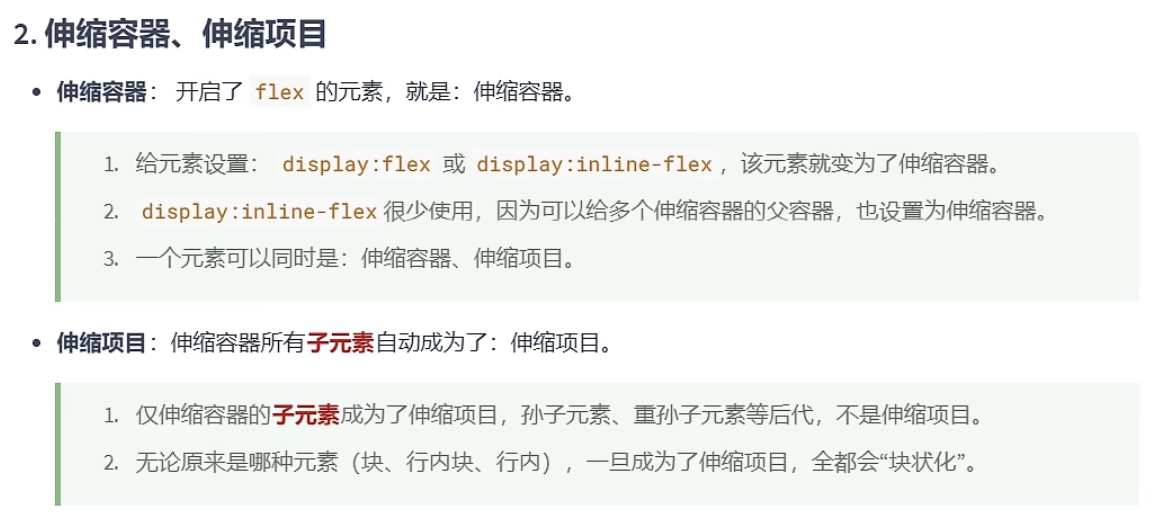 2. 伸缩容器、伸缩项目
• 伸缩容器： 开启了 flex 的元素，就是：伸缩容器。
1. 给元素设置： display:flex 或 display:inline-flex ，该元素就变为了伸缩容器。
2. display:inline-flex 很少使用，因为可以给多个伸缩容器的父容器，也设置为伸缩容器。
3. 一个元素可以同时是：伸缩容器、伸缩项目。
• 伸缩项目：伸缩容器所有子元素自动成为了：伸缩项目。
1. 仅伸缩容器的子元素成为了伸缩项目，孙子元素、重孙子元素等后代，不是伸缩项目。
2. 无论原来是哪种元素（块、行内块、行内），一旦成为了伸缩项目，全都会“块状化”。